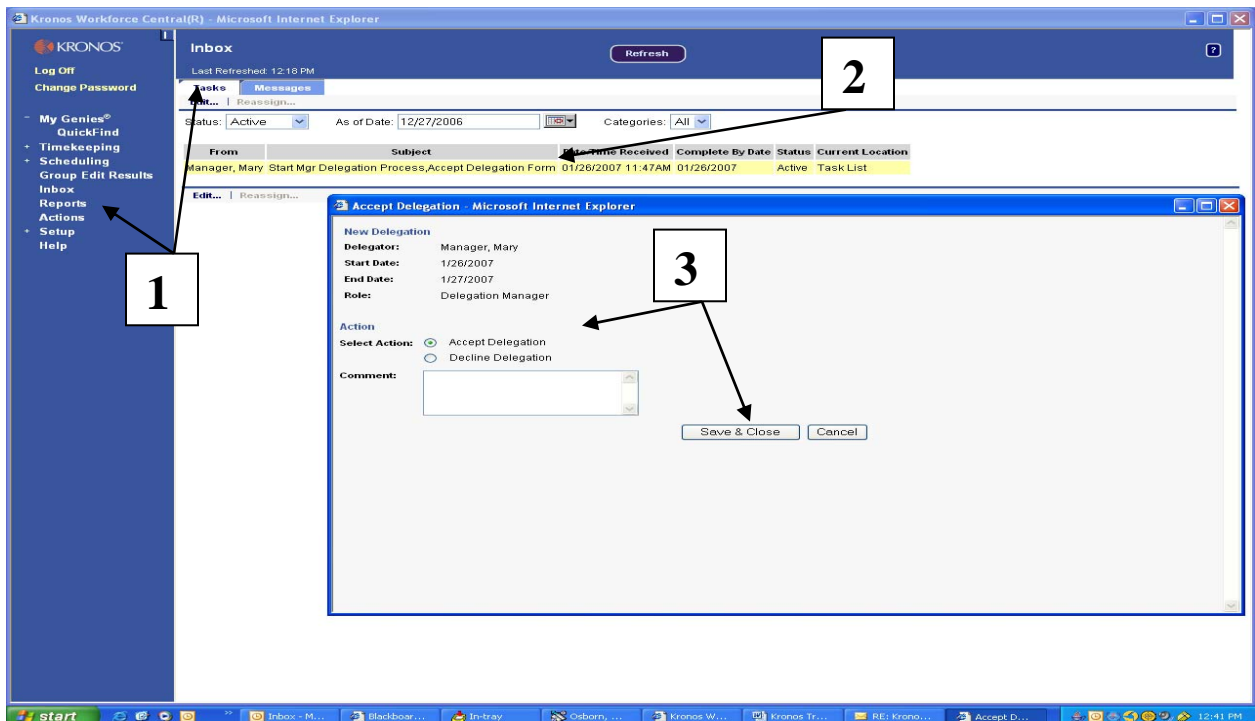 Kronos Workforce Central(R) - Microsoft Internet Explorer
KRONOS®
Log Off
Change Password
- My Genies®
QuickFind
+ Timekeeping
+ Scheduling
Group Edit Results
Inbox
Reports
Actions
+ Setup
Help
1
Inbox
Refresh
?
Last Refreshed: 12:18 PM
Tasks Messages
Edit... | Reassign...
2
Status: Active As of Date: 12/27/2006 Categories: All
From Subject Date/Time Received Complete By Date Status Current Location
Manager, Mary Start Mgr Delegation Process,Accept Delegation Form 01/26/2007 11:47AM 01/26/2007 Active Task List
Edit... | Reassign...
Accept Delegation - Microsoft Internet Explorer
New Delegation
Delegator: Manager, Mary
Start Date: 1/26/2007
End Date: 1/27/2007
Role: Delegation Manager
3
Action
Select Action: Accept Delegation
Decline Delegation
Comment:
Save & Close Cancel
start Inbox - M... Blackboar... In-tray Osborn, ... Kronos W... Kronos Tr... RE: Krono... Accept D... 12:41 PM